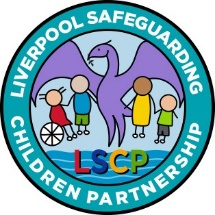 LIVERPOOL SAFEGUARDING
LSCP
CHILDREN PARTNERSHIP